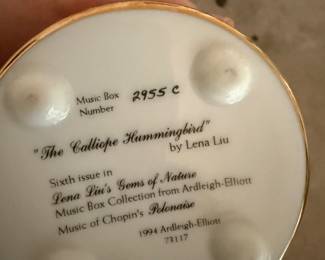 Music Box
Number 2955 C
"The Calliope Hummingbird"
by Lena Liu
Sixth issue in
Lena Liu's Gems of Nature
Music Box Collection from Ardleigh-Elliott
Music of Chopin's Polonaise
1994 Ardleigh-Elliott
73117